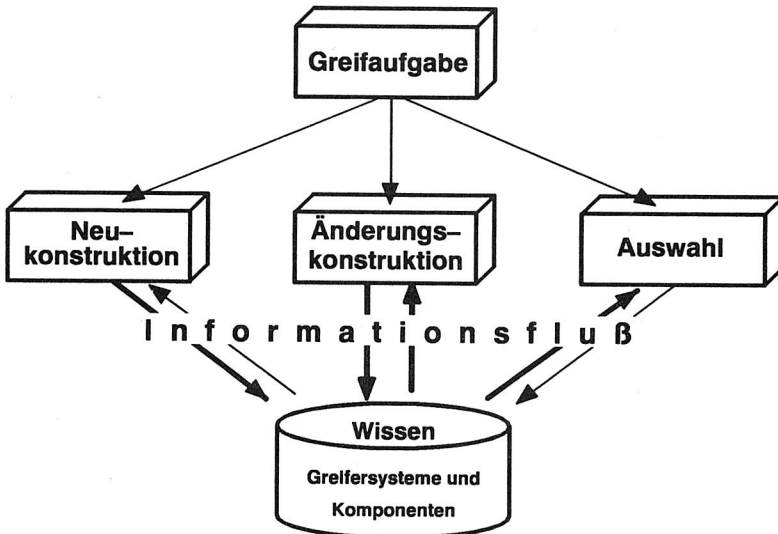 Greifaufgabe
Neu–
konstruktion
Änderungs–
konstruktion
Auswahl
Informationsfluß
Wissen
Greifersysteme und
Komponenten